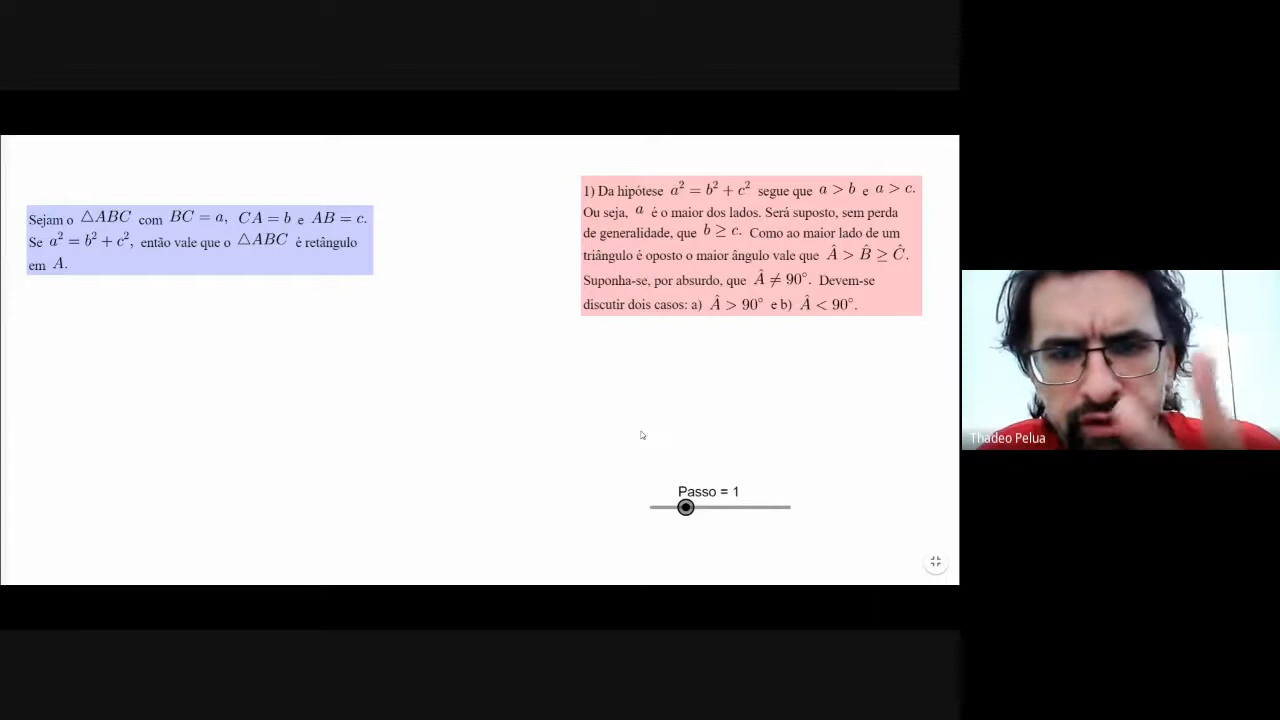 Sejam o △ABC com BC = a, CA = b e AB = c.
Se a² = b² + c², então vale que o △ABC é retângulo
em A.
1) Da hipótese a² = b² + c² segue que a > b e a > c.
Ou seja, a é o maior dos lados. Será suposto, sem perda
de generalidade, que b ≥ c. Como ao maior lado de um
triângulo é oposto o maior ângulo vale que Â > B̂ ≥ Ĉ.
Suponha-se, por absurdo, que Â ≠ 90°. Devem-se
discutir dois casos: a) Â > 90° e b) Â < 90°.
Passo = 1
Thadeo Pelua